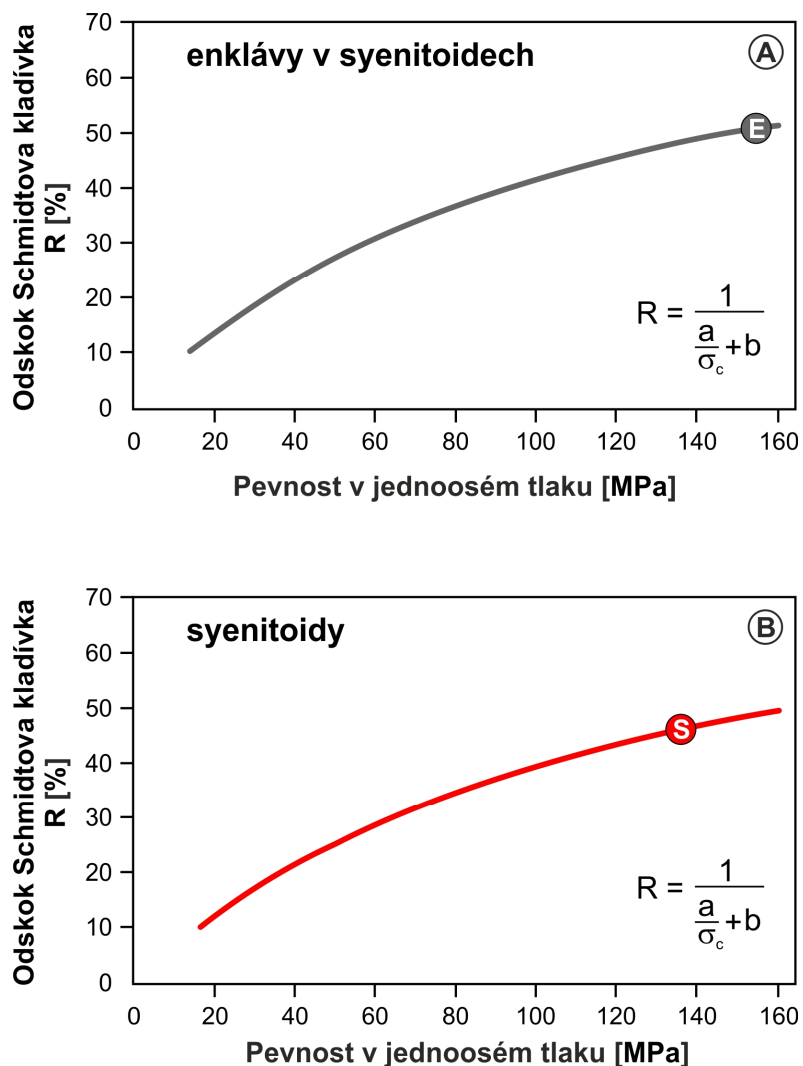 70
enklávy v syenitoidech
A
60
50
E
40
30
20
10
0
Odskok Schmidtova kladívka
R [%]
R = 1
a
σc
+b
0 20 40 60 80 100 120 140 160
Pevnost v jednoosém tlaku [MPa]
70
syenitoidy
B
60
50
S
40
30
20
10
0
Odskok Schmidtova kladívka
R [%]
R = 1
a
σc
+b
0 20 40 60 80 100 120 140 160
Pevnost v jednoosém tlaku [MPa]